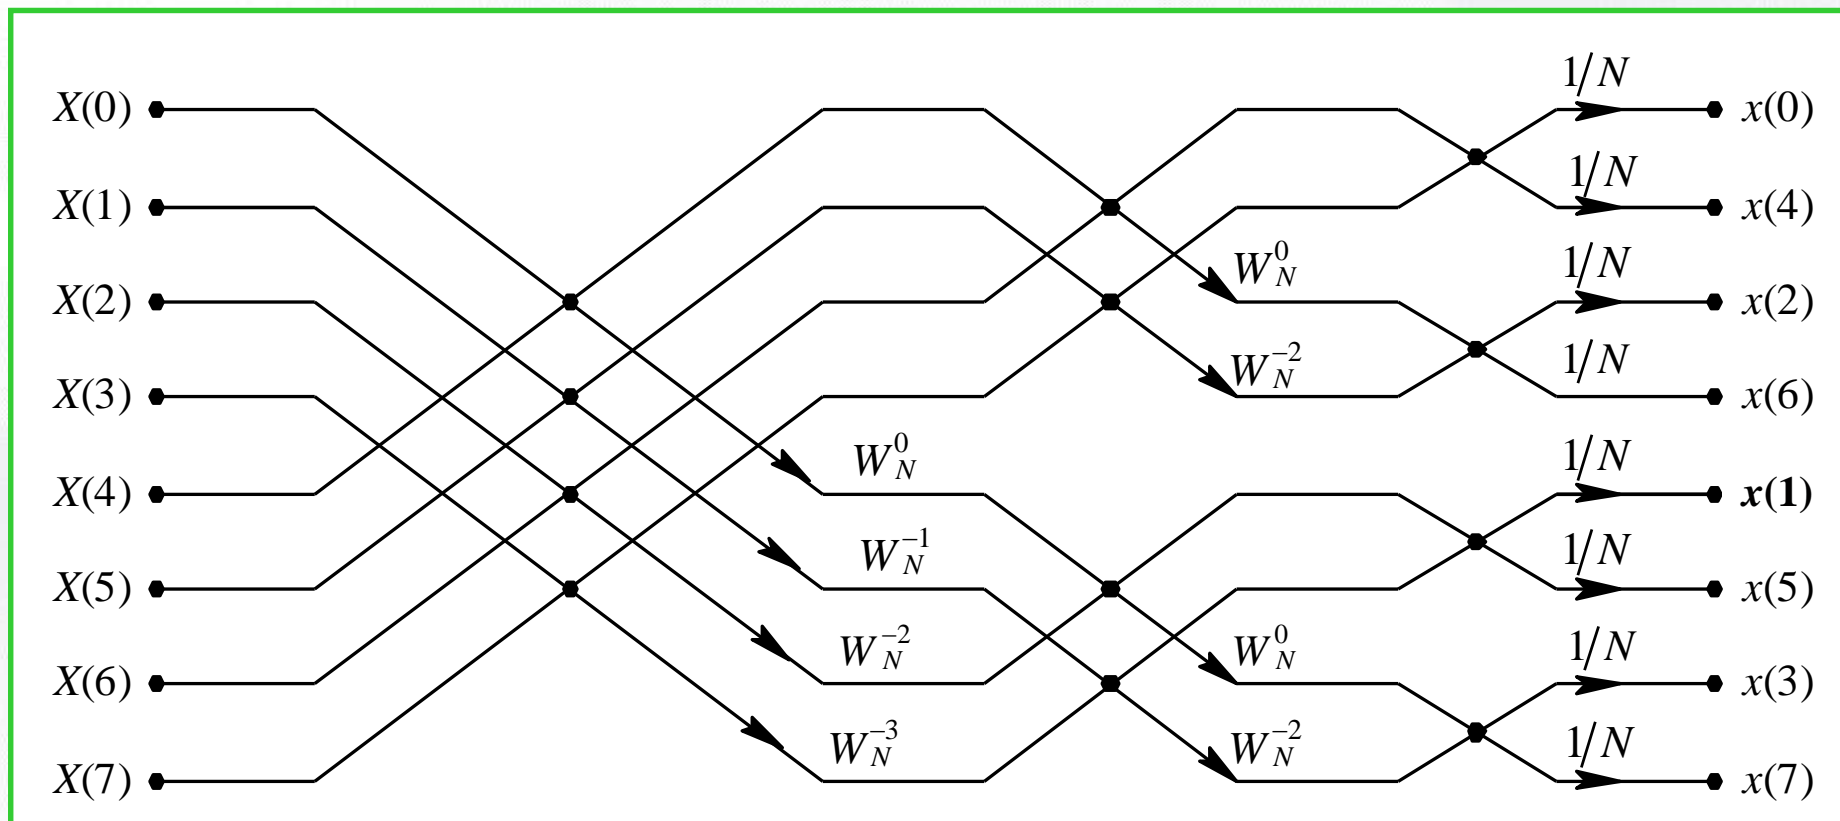 1/N
X(0) x(0)
1/N
X(1) x(4)
W_N^0 1/N
X(2) x(2)
W_N^{-2} 1/N
X(3) x(6)
W_N^0 1/N
X(4) x(1)
W_N^{-1} 1/N
X(5) x(5)
W_N^{-2} W_N^0 1/N
X(6) x(3)
W_N^{-3} W_N^{-2} 1/N
X(7) x(7)